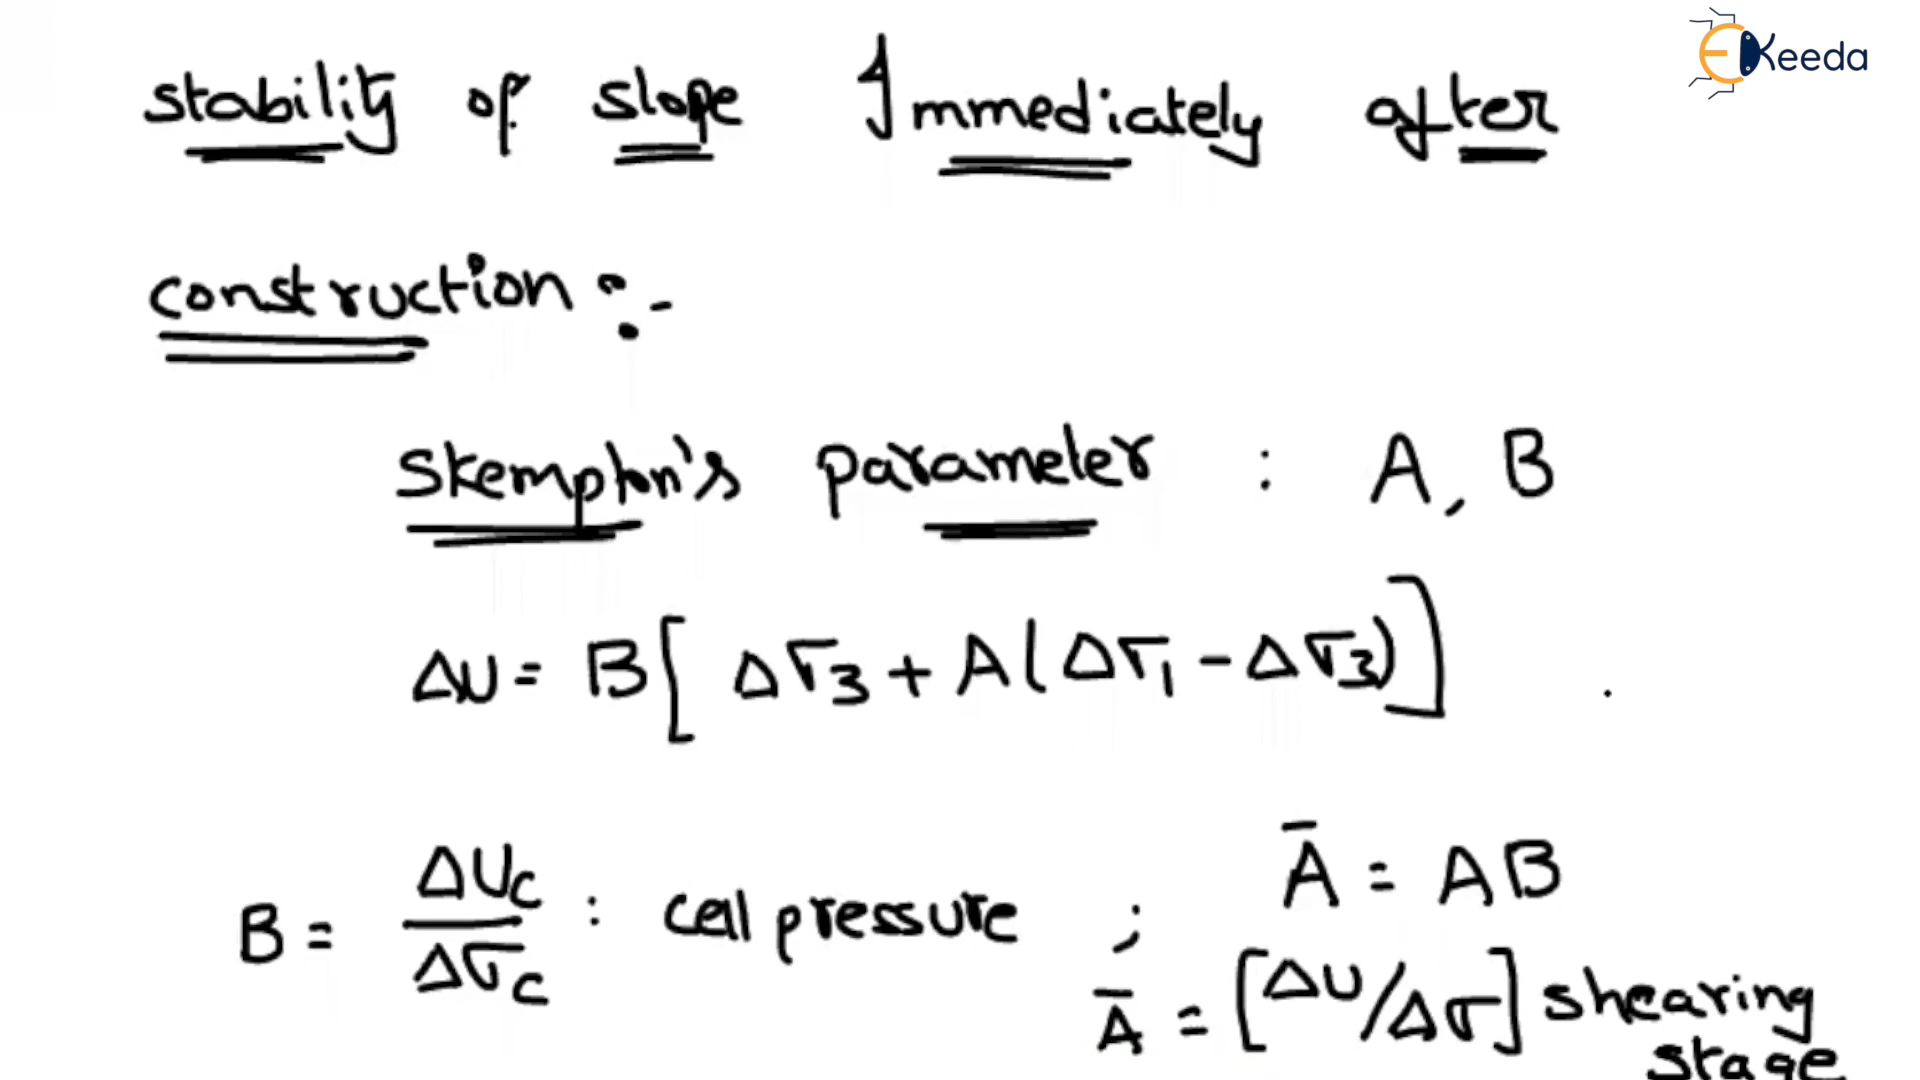 EKeeda
stability of slope Immediately after
construction :-
Skempton's parameter : A, B
ΔU = B[ Δσ3 + A(Δσ1 - Δσ3)]
B = ΔUc / Δσc : cell pressure ; Ā = AB
Ā = [ΔU/Δσ] shearing
stage